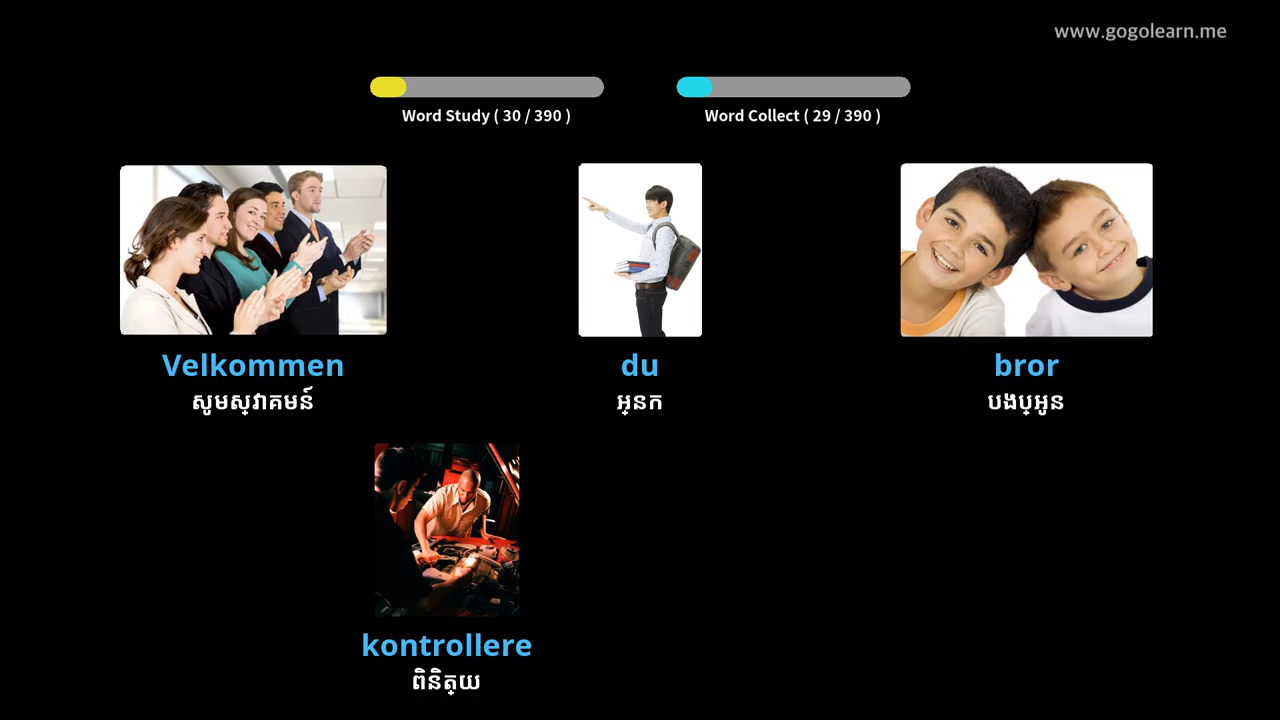 www.gogolearn.me
Word Study ( 30 / 390 )
Word Collect ( 29 / 390 )
Velkommen
សូមស្វាគមន៍
du
អ្នក
bror
បងប្អូន
kontrollere
ពិនិត្យ